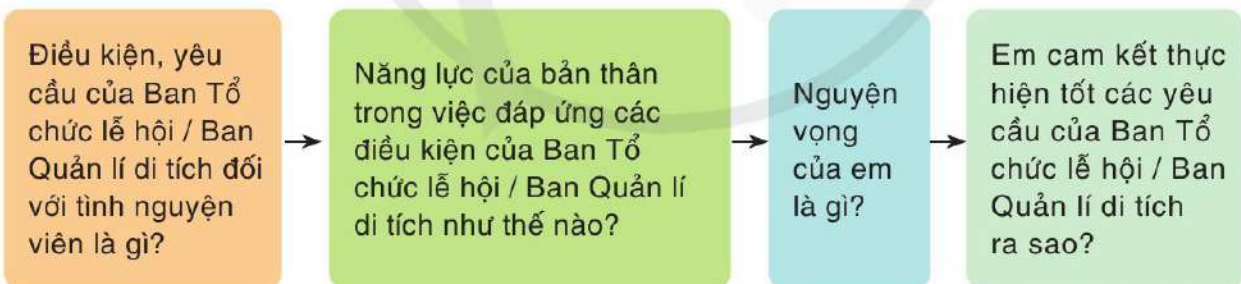 Điều kiện, yêu
cầu của Ban Tổ
chức lễ hội / Ban
Quản lí di tích đối
với tình nguyện
viên là gì?
Năng lực của bản thân
trong việc đáp ứng các
điều kiện của Ban Tổ
chức lễ hội / Ban Quản lí
di tích như thế nào?
Nguyện
vọng
của em
là gì?
Em cam kết thực
hiện tốt các yêu
cầu của Ban Tổ
chức lễ hội / Ban
Quản lí di tích
ra sao?